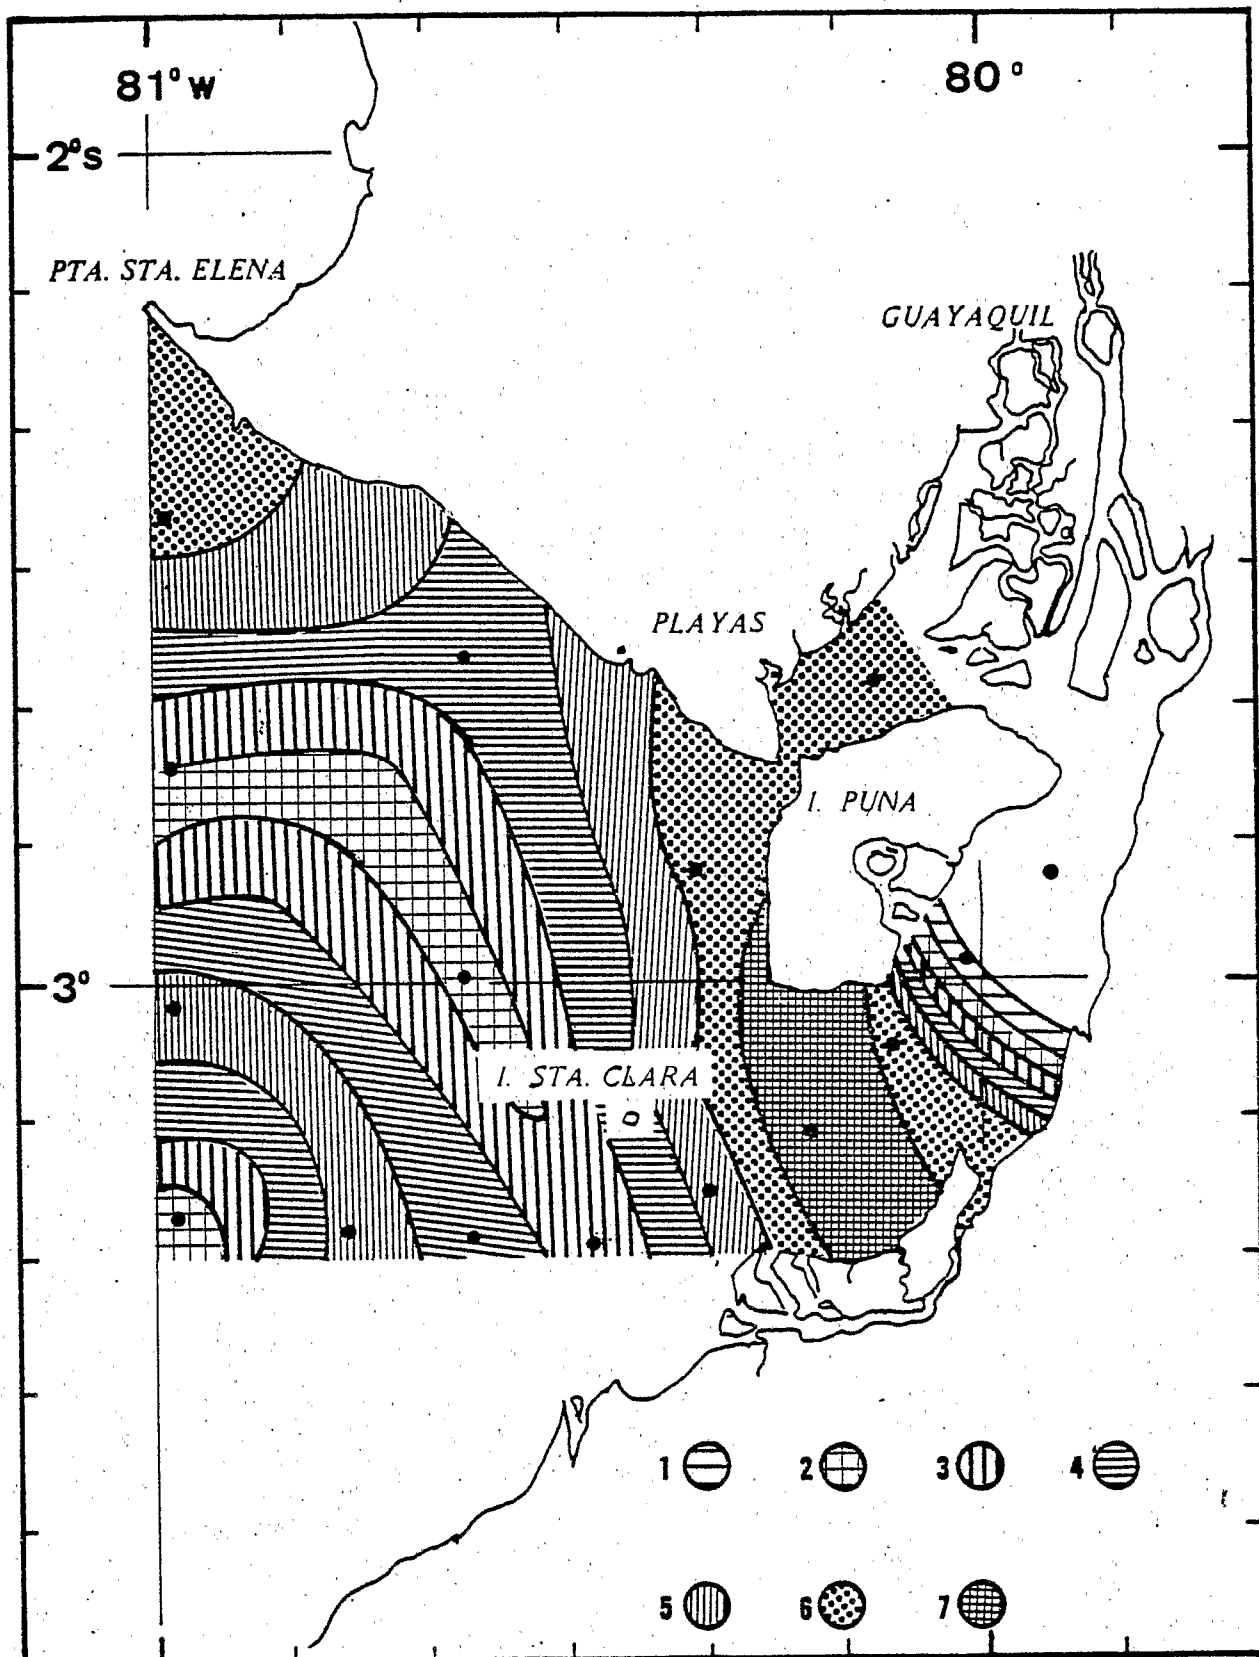 81° W
80°
2°S
PTA. STA. ELENA
GUAYAQUIL
PLAYAS
I. PUNA
3°
I. STA. CLARA
1 2 3 4
5 6 7